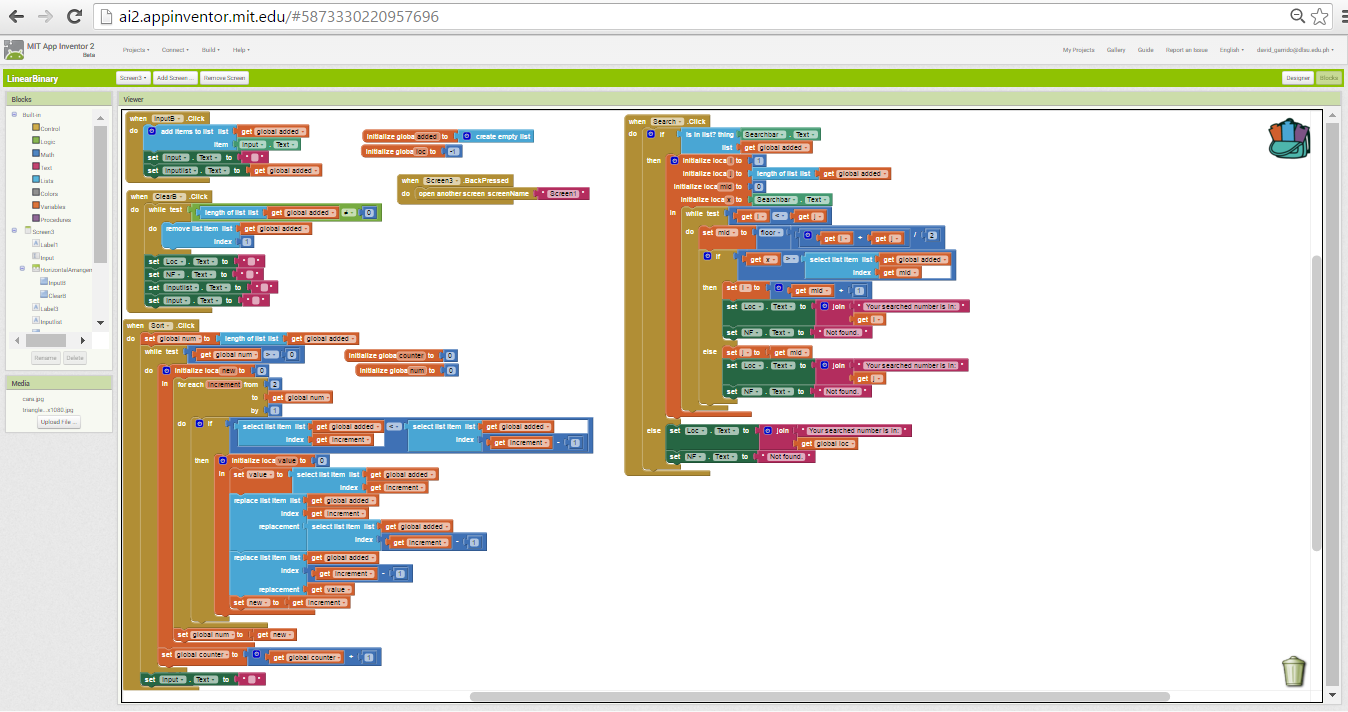 ai2.appinventor.mit.edu/#5873330220957696
MIT App Inventor 2
Beta
Projects Connect Build Help
My Projects Gallery Guide Report an Issue English david_garrido@dlsu.edu.ph
LinearBinary
Screen3 Add Screen ... Remove Screen
Designer Blocks
Blocks
Built-in
Control
Logic
Math
Text
Lists
Colors
Variables
Procedures
Screen3
Label1
Input
HorizontalArrangem
InputB
ClearB
Label3
Inputlist
Rename Delete
Media
cara.jpg
triangle...x1080.jpg
Upload File ...
Viewer
when InputB .Click
do add items to list list get global added
item Input . Text
set Input . Text to " "
set Inputlist . Text to get global added
initialize global added to create empty list
initialize global loc to -1
when Screen3 .BackPressed
do open another screen screenName " Screen1 "
when ClearB .Click
do while test length of list list get global added ≠ 0
do remove list item list get global added
index 1
set Loc . Text to " "
set NF . Text to " "
set Inputlist . Text to " "
set Input . Text to " "
when Sort .Click
do set global num to length of list list get global added
while test get global num > 0
do initialize local new to 0
in for each increment from 2
to get global num
by 1
do if select list item list get global added < select list item list get global added
index get increment index get increment - 1
then initialize local value to 0
in set value to select list item list get global added
index get increment
replace list item list get global added
index get increment
replacement select list item list get global added
index get increment - 1
replace list item list get global added
index get increment - 1
replacement get value
set new to get increment
set global num to get new
set global counter to get global counter + 1
set Input . Text to " "
initialize global counter to 0
initialize global num to 0
when Search .Click
do if is in list? thing Searchbar . Text
list get global added
then initialize local i to 1
initialize local j to length of list list get global added
initialize local mid to 0
initialize local x to Searchbar . Text
in while test get i < get j
do set mid to floor get i + get j / 2
if get x > select list item list get global added
index get mid
then set i to get mid + 1
set Loc . Text to join " Your searched number is in: "
get i
set NF . Text to " Not found. "
else set j to get mid
set Loc . Text to join " Your searched number is in: "
get j
set NF . Text to " Not found. "
else set Loc . Text to join " Your searched number is in: "
get global loc
set NF . Text to " Not found. "